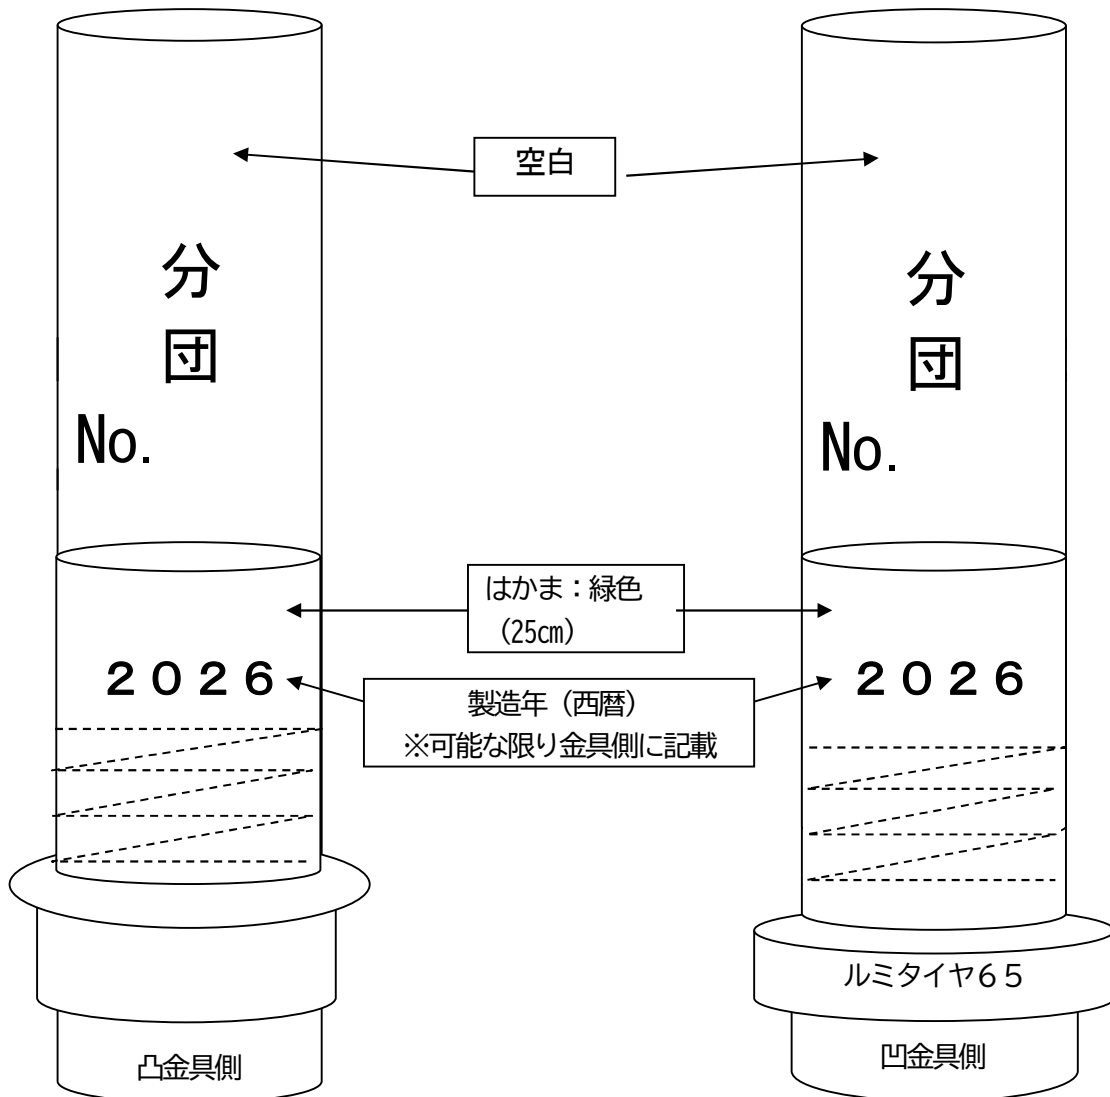 空白
分
団
No.
分
団
No.
はかま：緑色
（25㎝）
２０２６
２０２６
製造年（西暦）
※可能な限り金具側に記載
ルミタイヤ６５
凸金具側
凹金具側